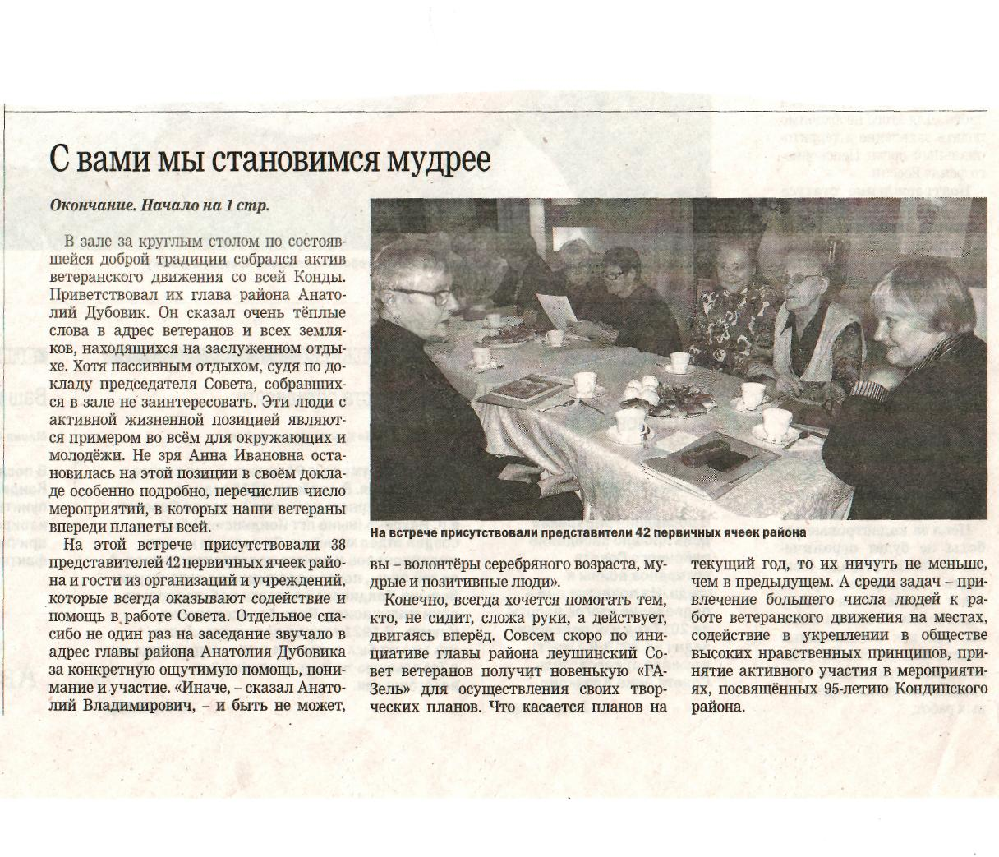 С вами мы становимся мудрее
Окончание. Начало на 1 стр.
В зале за круглым столом по состояв-
шейся доброй традиции собрался актив
ветеранского движения со всей Конды.
Приветствовал их глава района Анато-
лий Дубовик. Он сказал очень тёплые
слова в адрес ветеранов и всех земля-
ков, находящихся на заслуженном отды-
хе. Хотя пассивным отдыхом, судя по до-
кладу председателя Совета, собравших-
ся в зале не заинтересовать. Эти люди с
активной жизненной позицией являют-
ся примером во всём для окружающих и
молодёжи. Не зря Анна Ивановна оста-
новилась на этой позиции в своём докла-
де особенно подробно, перечислив число
мероприятий, в которых наши ветераны
впереди планеты всей.
На этой встрече присутствовали 38
представителей 42 первичных ячеек райо-
на и гости из организаций и учреждений,
которые всегда оказывают содействие и
помощь в работе Совета. Отдельное спа-
сибо не один раз на заседание звучало в
адрес главы района Анатолия Дубовика
за конкретную ощутимую помощь, пони-
мание и участие. «Иначе, – сказал Анато-
лий Владимирович, – и быть не может,
На встрече присутствовали представители 42 первичных ячеек района
вы – волонтёры серебряного возраста, му-
дрые и позитивные люди».
Конечно, всегда хочется помогать тем,
кто, не сидит, сложа руки, а действует,
двигаясь вперёд. Совсем скоро по ини-
циативе главы района леушинский Со-
вет ветеранов получит новенькую «ГА-
Зель» для осуществления своих твор-
ческих планов. Что касается планов на
текущий год, то их ничуть не меньше,
чем в предыдущем. А среди задач – при-
влечение большего числа людей к ра-
боте ветеранского движения на местах,
содействие в укреплении в обществе
высоких нравственных принципов, при-
нятие активного участия в мероприяти-
ях, посвящённых 95-летию Кондинского
района.